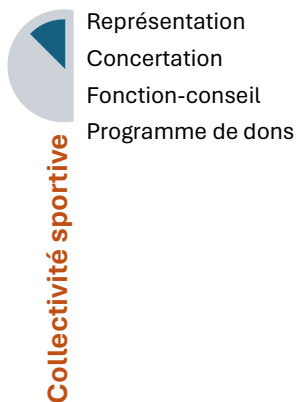 Représentation
Concertation
Fonction-conseil
Programme de dons
Collectivité sportive